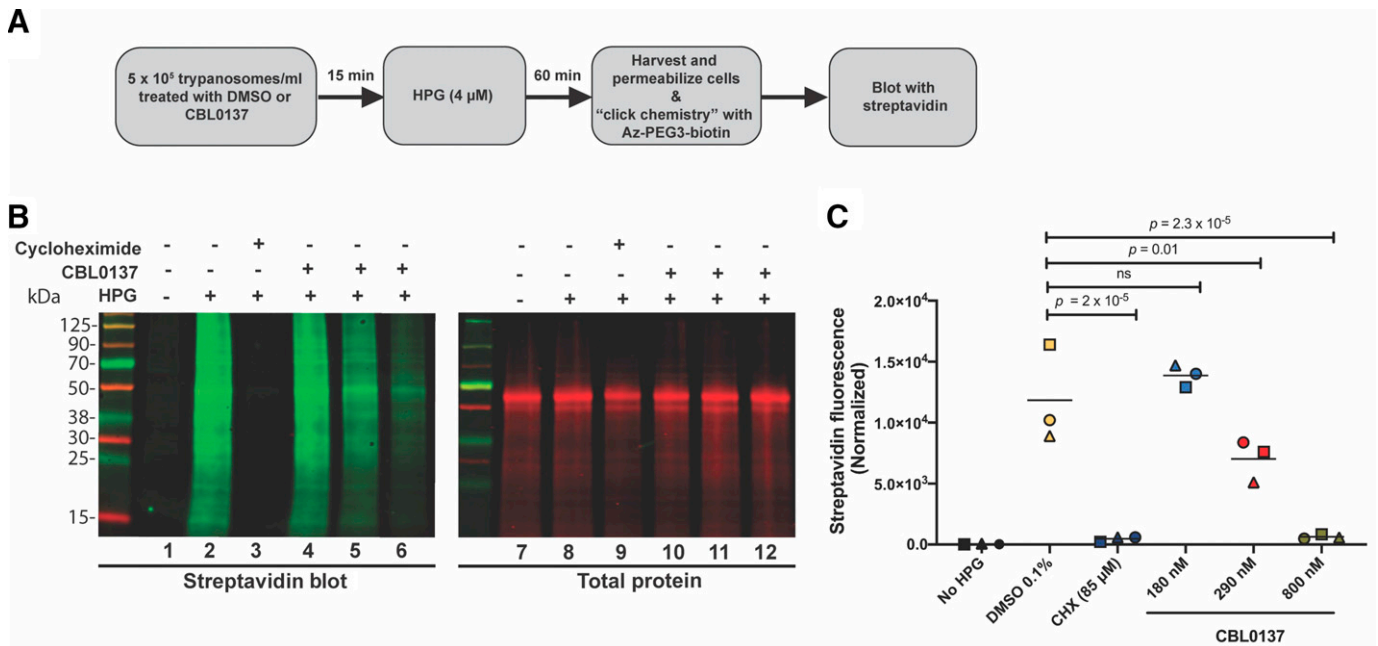 A
5 x 10⁵ trypanosomes/ml
treated with DMSO or
CBL0137
15 min
HPG (4 µM)
60 min
Harvest and
permeabilize cells
&
“click chemistry” with
Az-PEG3-biotin
Blot with
streptavidin
B
Cycloheximide - - + - - - - - + - - -
CBL0137 - - - + + + - - - + + +
kDa HPG - + + + + + - + + + + +
125-
90-
70-
50-
38-
30-
25-
15-
1 2 3 4 5 6 7 8 9 10 11 12
Streptavidin blot Total protein
C
p = 2.3 x 10⁻⁵
p = 0.01
ns
p = 2 x 10⁻⁵
Streptavidin fluorescence
(Normalized)
2.0×10⁴
1.5×10⁴
1.0×10⁴
5.0×10³
0.0
No HPG
DMSO 0.1%
CHX (85 µM)
180 nM
290 nM
800 nM
CBL0137